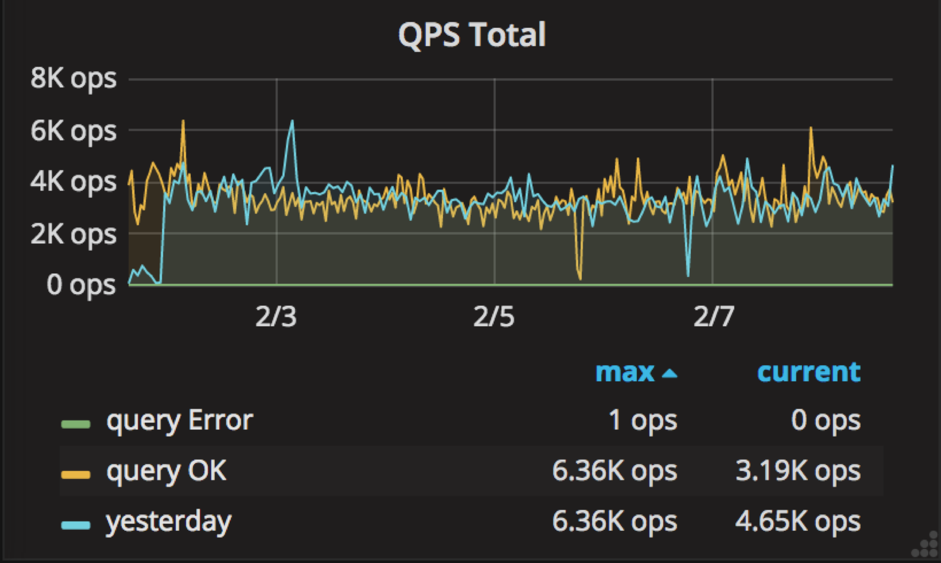 QPS Total
8K ops
6K ops
4K ops
2K ops
0 ops
2/3 2/5 2/7
max current
query Error 1 ops 0 ops
query OK 6.36K ops 3.19K ops
yesterday 6.36K ops 4.65K ops